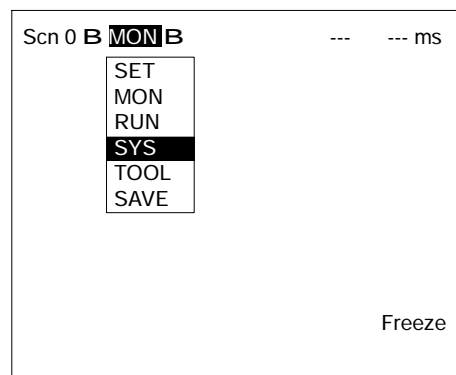 Scn 0 B MON B --- --- ms
SET
MON
RUN
SYS
TOOL
SAVE
Freeze